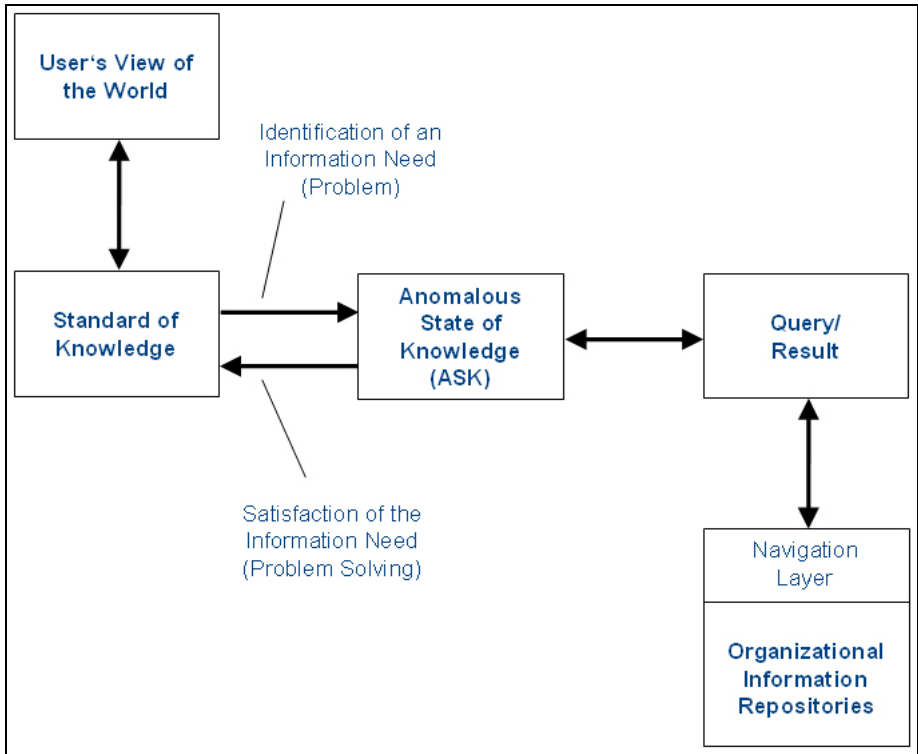 User‘s View of
the World
Identification of an
Information Need
(Problem)
Standard of
Knowledge
Anomalous
State of
Knowledge
(ASK)
Query/
Result
Satisfaction of the
Information Need
(Problem Solving)
Navigation
Layer
Organizational
Information
Repositories